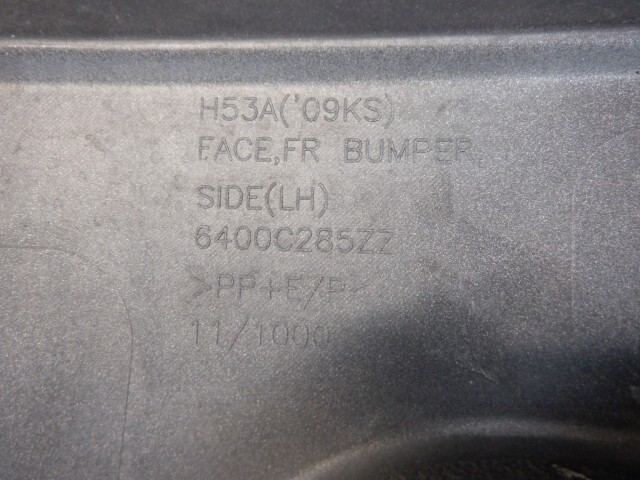 H53A('09KS)
FACE,FR BUMPER,
SIDE(LH)
6400C285ZZ
>PP+E/P<
11/1000